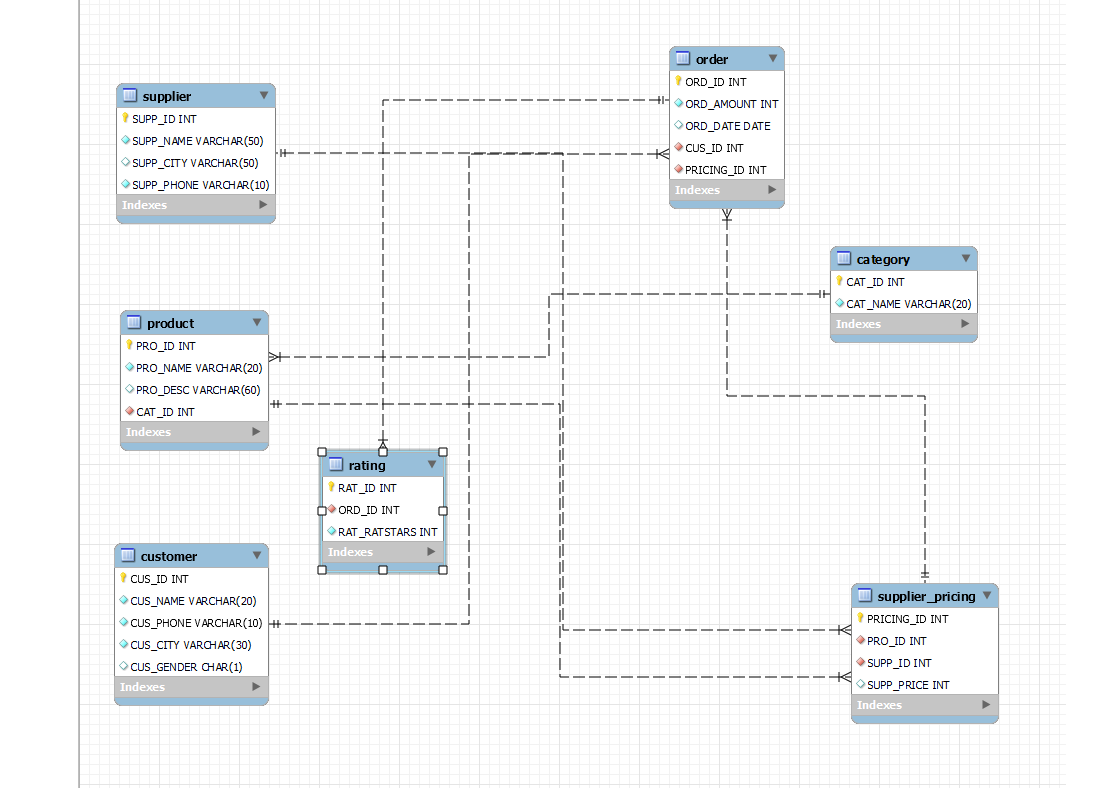 supplier
SUPP_ID INT
SUPP_NAME VARCHAR(50)
SUPP_CITY VARCHAR(50)
SUPP_PHONE VARCHAR(10)
Indexes
order
ORD_ID INT
ORD_AMOUNT INT
ORD_DATE DATE
CUS_ID INT
PRICING_ID INT
Indexes
category
CAT_ID INT
CAT_NAME VARCHAR(20)
Indexes
product
PRO_ID INT
PRO_NAME VARCHAR(20)
PRO_DESC VARCHAR(60)
CAT_ID INT
Indexes
rating
RAT_ID INT
ORD_ID INT
RAT_RATSTARS INT
Indexes
customer
CUS_ID INT
CUS_NAME VARCHAR(20)
CUS_PHONE VARCHAR(10)
CUS_CITY VARCHAR(30)
CUS_GENDER CHAR(1)
Indexes
supplier_pricing
PRICING_ID INT
PRO_ID INT
SUPP_ID INT
SUPP_PRICE INT
Indexes